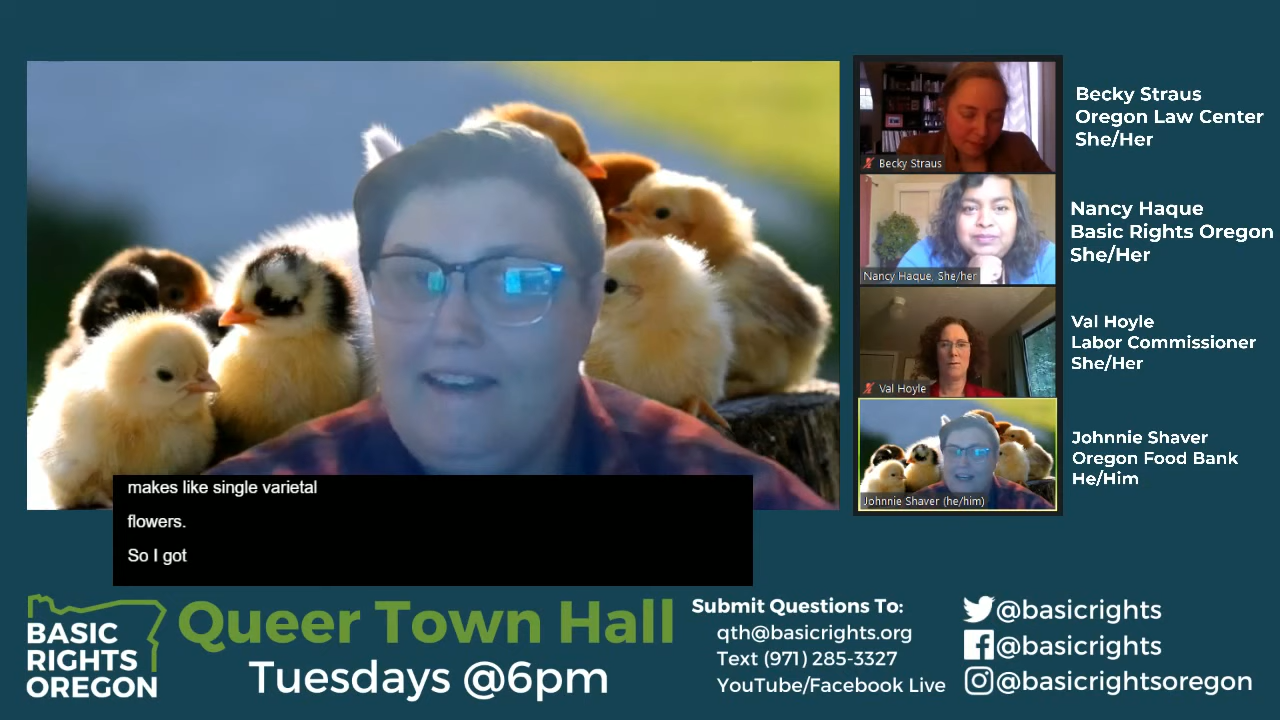 Becky Straus
Oregon Law Center
She/Her
Becky Straus
Nancy Haque
Basic Rights Oregon
She/Her
Nancy Haque, She/her
Val Hoyle
Labor Commissioner
She/Her
Val Hoyle
Johnnie Shaver
Oregon Food Bank
He/Him
Johnnie Shaver (he/him)
makes like single varietal
flowers.
So I got
BASIC
RIGHTS
OREGON
Queer Town Hall
Tuesdays @6pm
Submit Questions To:
qth@basicrights.org
Text (971) 285-3327
YouTube/Facebook Live
@basicrights
@basicrights
@basicrightsoregon